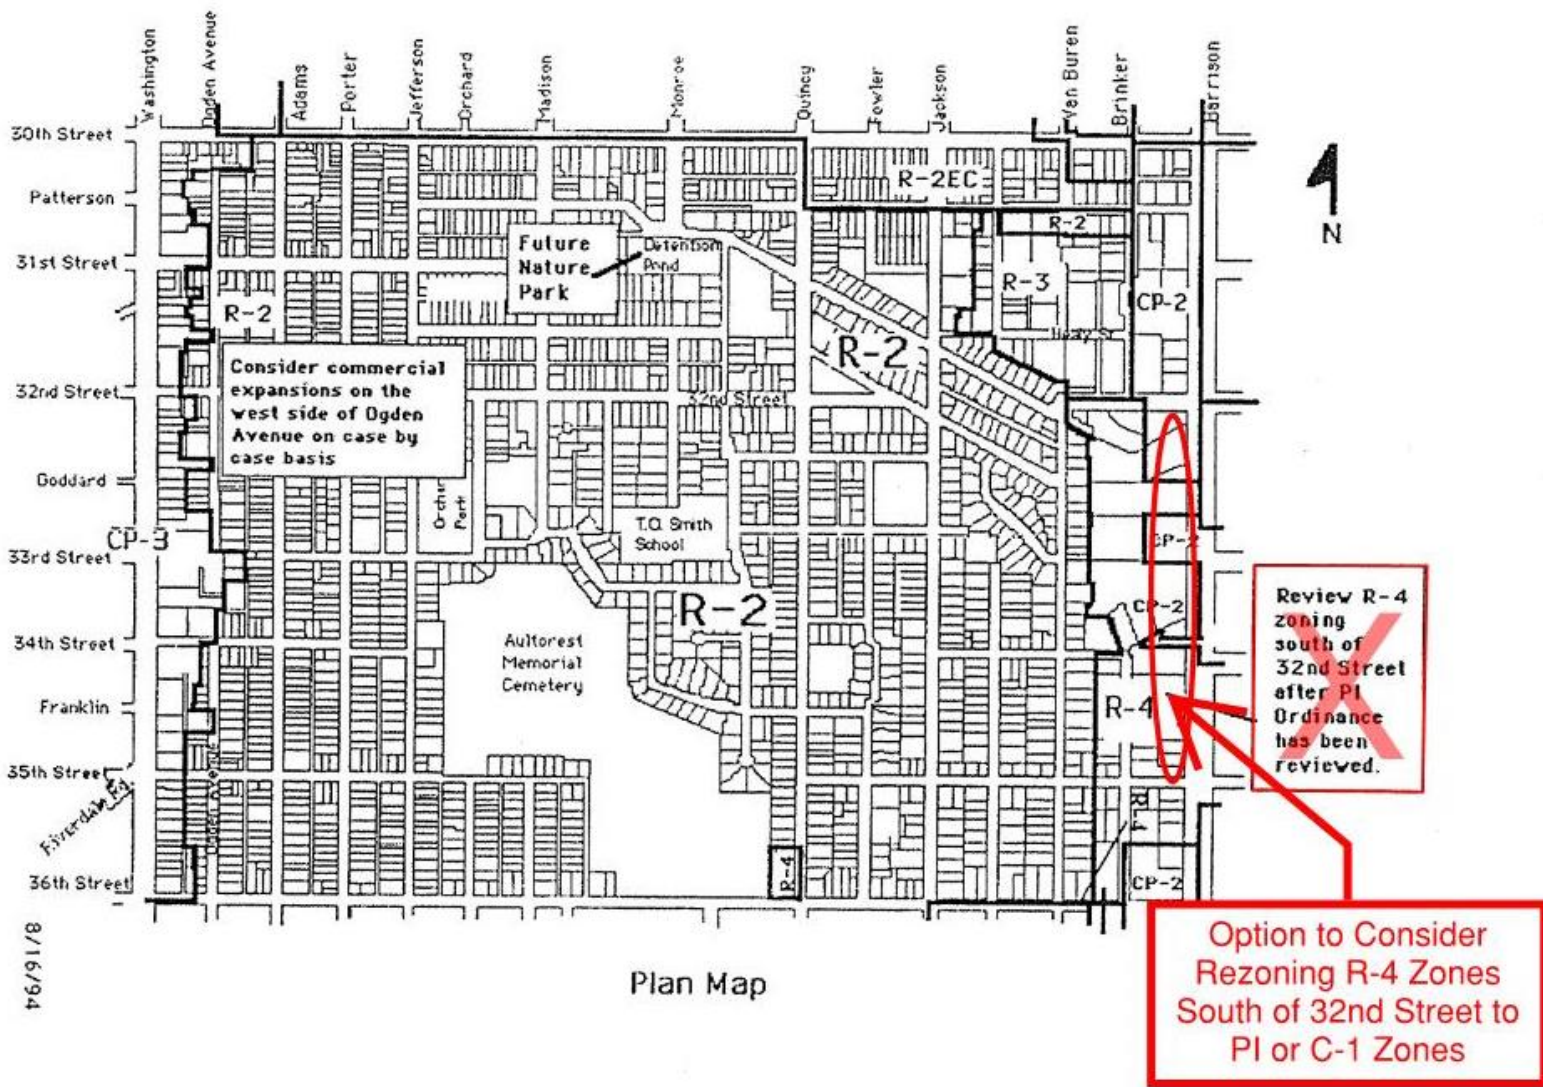 Washington
Ogden Avenue
Adams
Porter
Jefferson
Orchard
Madison
Monroe
Quincy
Fowler
Jackson
Van Buren
Brinker
Harrison
30th Street
Patterson
31st Street
32nd Street
Goddard
33rd Street
34th Street
Franklin
35th Street
Riverdale Rd
36th Street
N
R-2EC
R-2
R-3
CP-2
Future
Nature
Park
Detention
Pond
R-2
R-2
Consider commercial
expansions on the
west side of Ogden
Avenue on case by
case basis
32nd Street
Orchard
Park
T.O. Smith
School
CP-3
CP-2
CP-2
R-2
Aultorest
Memorial
Cemetery
R-4
Review R-4
zoning
south of
32nd Street
after PI
Ordinance
has been
reviewed.
X
Ogden Avenue
R-4
R-4
CP-2
8/16/94
Plan Map
Option to Consider
Rezoning R-4 Zones
South of 32nd Street to
PI or C-1 Zones